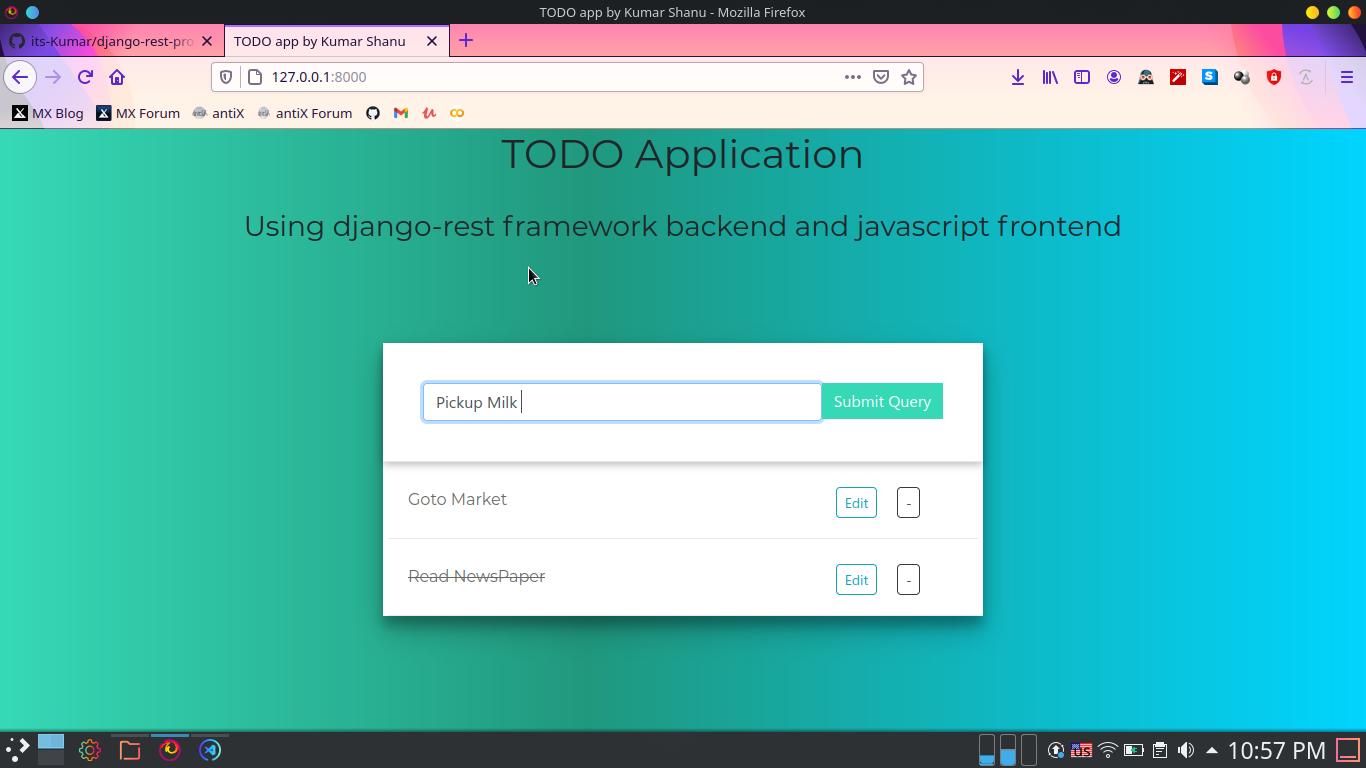 TODO app by Kumar Shanu - Mozilla Firefox
its-Kumar/django-rest-pro
TODO app by Kumar Shanu
127.0.0.1:8000
MX Blog
MX Forum
antiX
antiX Forum
TODO Application
Using django-rest framework backend and javascript frontend
Pickup Milk
Submit Query
Goto Market
Edit
-
Read NewsPaper
Edit
-
US
10:57 PM